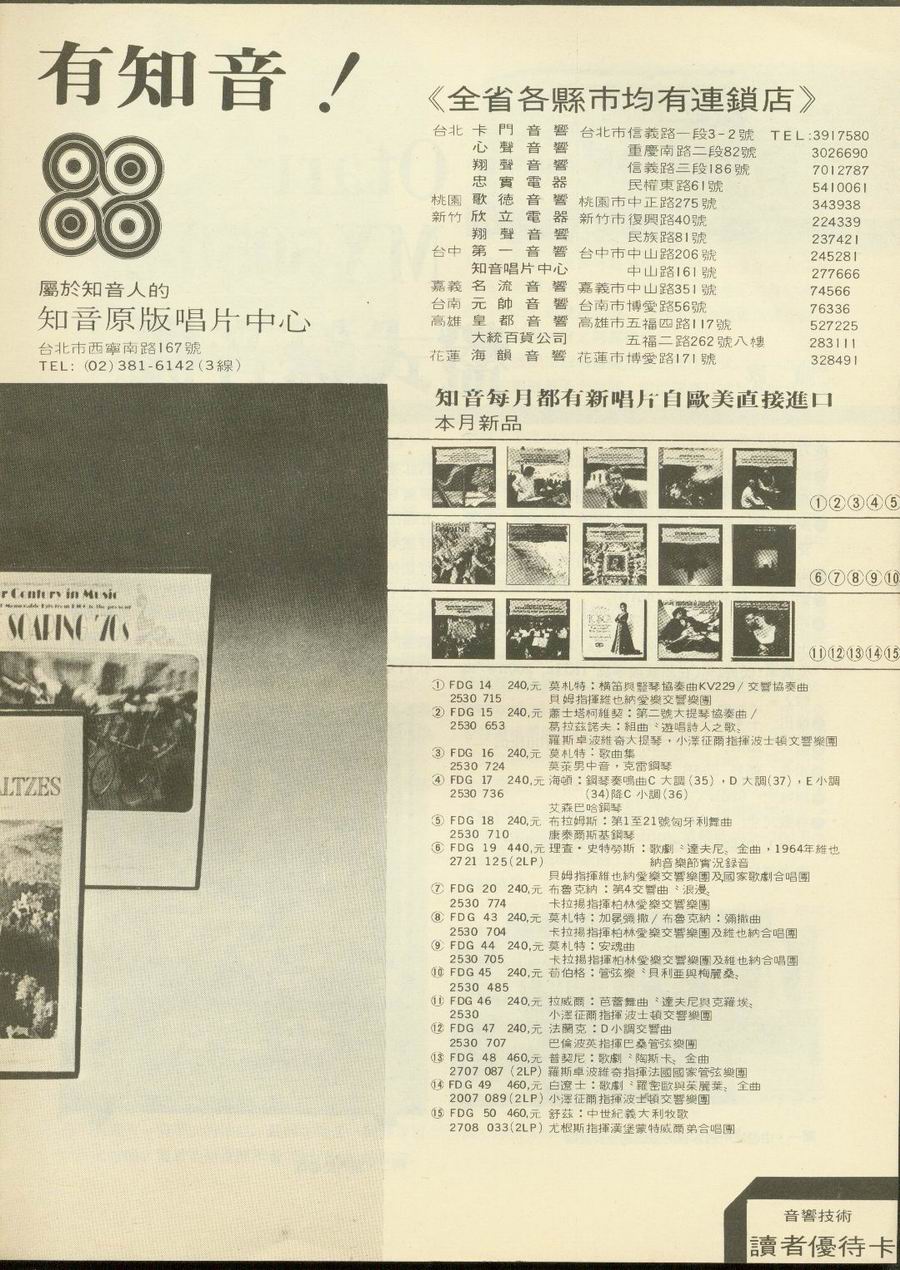 有知音！
屬於知音人的
知音原版唱片中心
台北市西寧南路167號
TEL: (02)381-6142(3線)
《全省各縣市均有連鎖店》
台北 卡門音響 台北市信義路一段3-2號 TEL:3917580
心聲音響 重慶南路二段82號 3026690
翔聲音響 信義路三段186號 7012787
忠實電器 民權東路61號 5410061
桃園 歌德音響 桃園市中正路275號 343938
新竹 欣立電器 新竹市復興路40號 224339
翔聲音響 民族路81號 237421
台中 第一音響 台中市中山路206號 245281
知音唱片中心 中山路161號 277666
嘉義 名流音響 嘉義市中山路351號 74566
台南 元帥音響 台南市博愛路56號 76336
高雄 皇都音響 高雄市五福四路117號 527225
大統百貨公司 五福二路262號八樓 283111
花蓮 海韻音響 花蓮市博愛路171號 328491
知音每月都有新唱片自歐美直接進口
本月新品
①②③④⑤
⑥⑦⑧⑨⑩
⑪⑫⑬⑭⑮
r Century in Music
SOARING '70s
LTZES
① FDG 14 240,元 莫札特：橫笛與豎琴協奏曲KV229 / 交響協奏曲
2530 715 貝姆指揮維也納愛樂交響樂團
② FDG 15 240,元 蕭士塔柯維契：第二號大提琴協奏曲 /
2530 653 葛拉茲諾夫：組曲〝遊唱詩人之歌〞
羅斯卓波維奇大提琴，小澤征爾指揮波士頓交響樂團
③ FDG 16 240,元 莫札特：歌曲集
2530 724 莫萊男中音，克雷鋼琴
④ FDG 17 240,元 海頓：鋼琴奏鳴曲C 大調(35)，D 大調(37)，E 小調
2530 736 (34)降C 小調(36)
艾森巴哈鋼琴
⑤ FDG 18 240,元 布拉姆斯：第1至21號匈牙利舞曲
2530 710 康泰爾斯基鋼琴
⑥ FDG 19 440,元 理查・史特勞斯：歌劇〝達夫尼〞全曲，1964年維也
2721 125(2LP) 納音樂節實況録音
貝姆指揮維也納愛樂交響樂團及國家歌劇合唱團
⑦ FDG 20 240,元 布魯克納：第4交響曲〝浪漫〞
2530 774 卡拉揚指揮柏林愛樂交響樂團
⑧ FDG 43 240,元 莫札特：加冕彌撒 / 布魯克納：彌撒曲
2530 704 卡拉揚指揮柏林愛樂交響樂團及維也納合唱團
⑨ FDG 44 240,元 莫札特：安魂曲
2530 705 卡拉揚指揮柏林愛樂交響樂團及維也納合唱團
⑩ FDG 45 240,元 荀伯格：管弦樂〝貝利亞與梅麗桑〞
2530 485
⑪ FDG 46 240,元 拉威爾：芭蕾舞曲〝達夫尼與克羅埃〞
2530 小澤征爾指揮波士頓交響樂團
⑫ FDG 47 240,元 法蘭克：D小調交響曲
2530 707 巴倫波英指揮巴桑管弦樂團
⑬ FDG 48 460,元 普契尼：歌劇〝陶斯卡〞全曲
2707 087 (2LP) 羅斯卓波維奇指揮法國國家管弦樂團
⑭ FDG 49 460,元 白遼士：歌劇〝羅密歐與茱麗葉〞全曲
2007 089(2LP) 小澤征爾指揮波士頓交響樂團
⑮ FDG 50 460,元 舒茲：中世紀義大利牧歌
2708 033(2LP) 尤根斯指揮漢堡蒙特威爾弟合唱團
音響技術
讀者優待卡